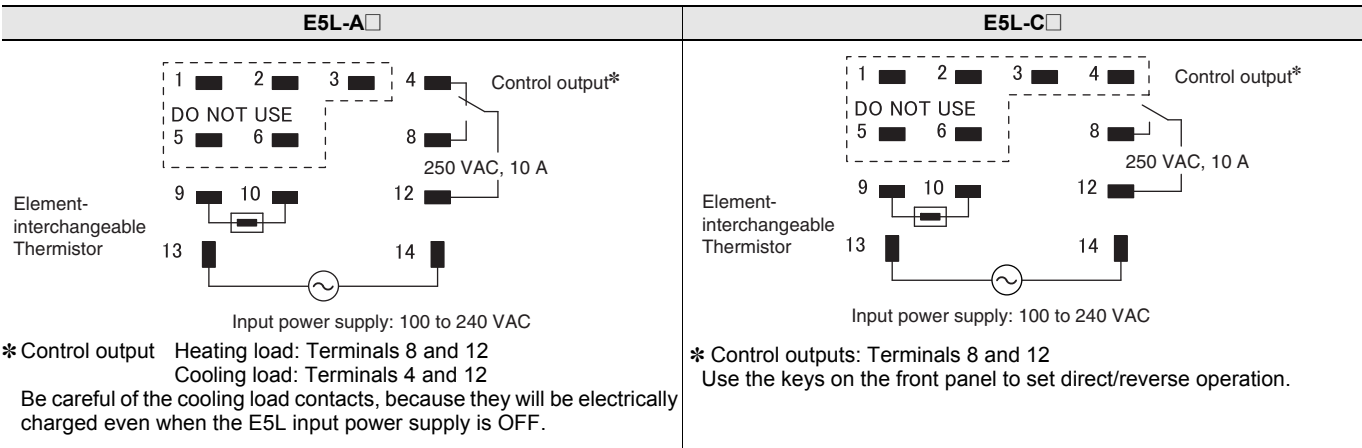 E5L-A□
1 2 3 4 Control output*
DO NOT USE
5 6 8
250 VAC, 10 A
9 10 12
Element-
interchangeable
Thermistor
13 14
Input power supply: 100 to 240 VAC
* Control output Heating load: Terminals 8 and 12
Cooling load: Terminals 4 and 12
Be careful of the cooling load contacts, because they will be electrically
charged even when the E5L input power supply is OFF.
E5L-C□
1 2 3 4 Control output*
DO NOT USE
5 6 8
250 VAC, 10 A
9 10 12
Element-
interchangeable
Thermistor
13 14
Input power supply: 100 to 240 VAC
* Control outputs: Terminals 8 and 12
Use the keys on the front panel to set direct/reverse operation.